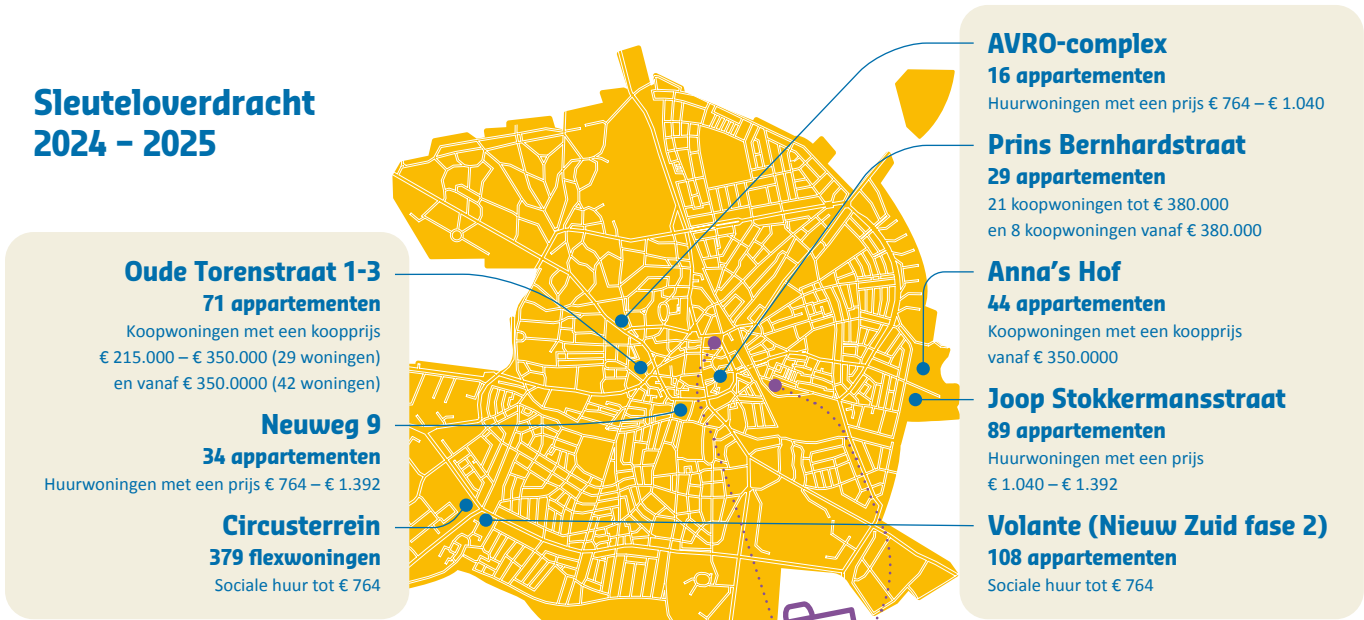 Sleuteloverdracht
2024 – 2025
Oude Torenstraat 1-3
71 appartementen
Koopwoningen met een koopprijs
€ 215.000 – € 350.000 (29 woningen)
en vanaf € 350.0000 (42 woningen)
Neuweg 9
34 appartementen
Huurwoningen met een prijs € 764 – € 1.392
Circusterrein
379 flexwoningen
Sociale huur tot € 764
AVRO-complex
16 appartementen
Huurwoningen met een prijs € 764 – € 1.040
Prins Bernhardstraat
29 appartementen
21 koopwoningen tot € 380.000
en 8 koopwoningen vanaf € 380.000
Anna’s Hof
44 appartementen
Koopwoningen met een koopprijs
vanaf € 350.0000
Joop Stokkermansstraat
89 appartementen
Huurwoningen met een prijs
€ 1.040 – € 1.392
Volante (Nieuw Zuid fase 2)
108 appartementen
Sociale huur tot € 764